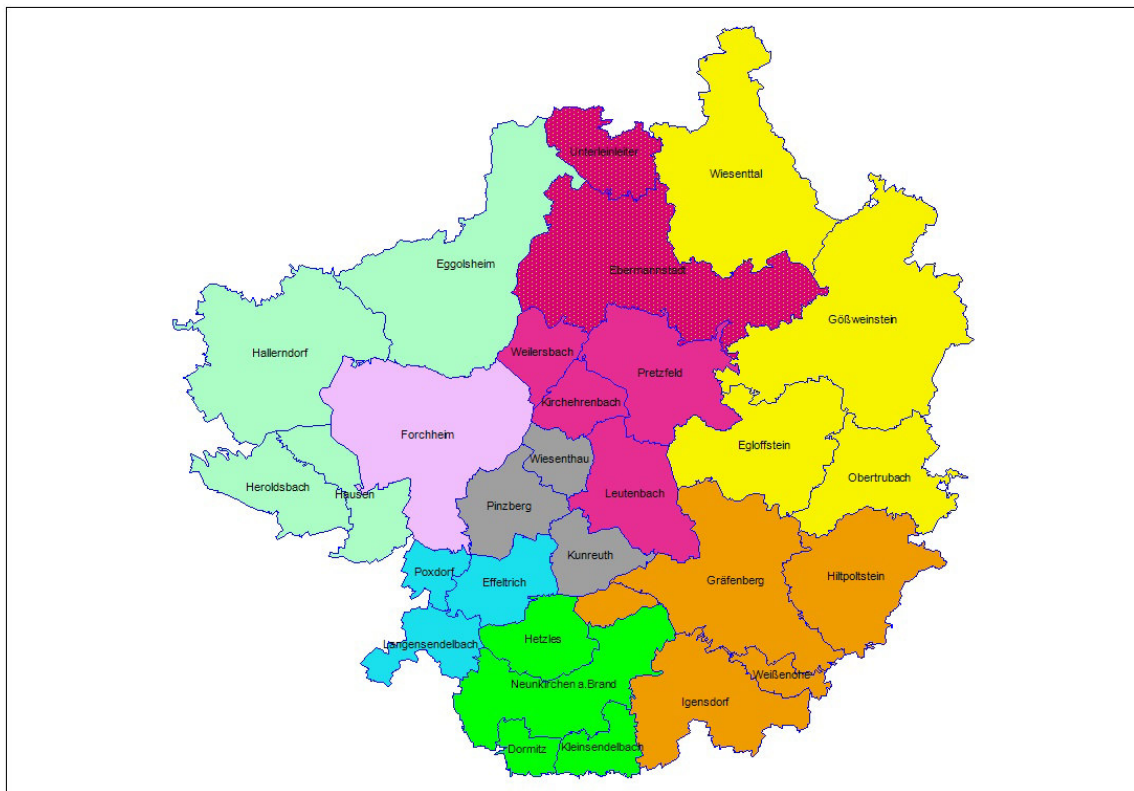 Unterleinleiter
Wiesenttal
Eggolsheim
Ebermannstadt
Gößweinstein
Hallerndorf
Weilersbach
Pretzfeld
Kirchehrenbach
Forchheim
Egloffstein
Wiesenthau
Obertrubach
Heroldsbach
Hausen
Leutenbach
Pinzberg
Kunreuth
Poxdorf
Effeltrich
Gräfenberg
Hiltpoltstein
Hetzles
Langensendelbach
Weißenohe
Neunkirchen a.Brand
Igensdorf
Dormitz
Kleinsendelbach